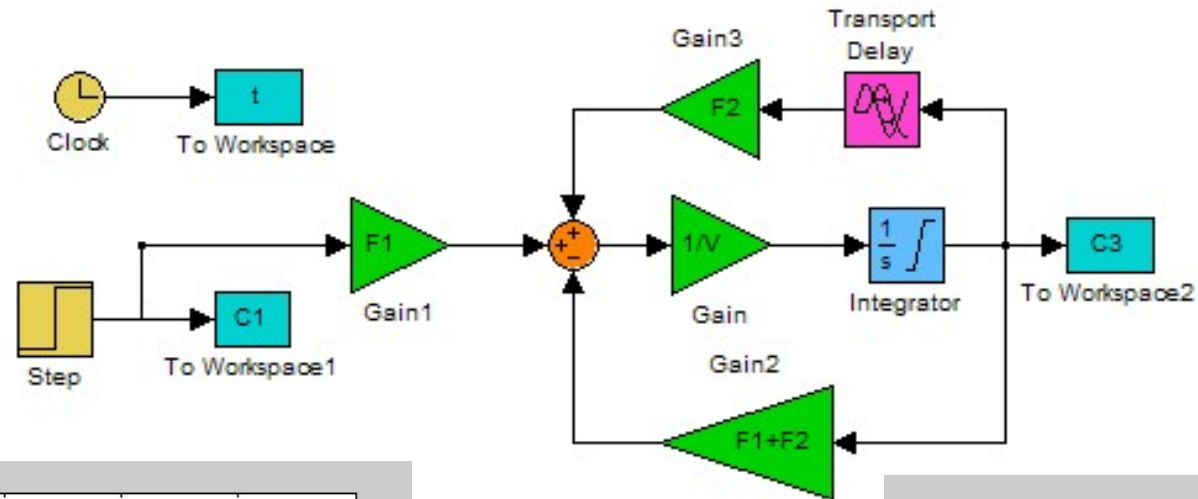 Clock
t
To Workspace
Step
C1
To Workspace1
F1
Gain1
Gain3
F2
Transport
Delay
+
+
−
1/V
Gain
1
s
Integrator
C3
To Workspace2
Gain2
F1+F2